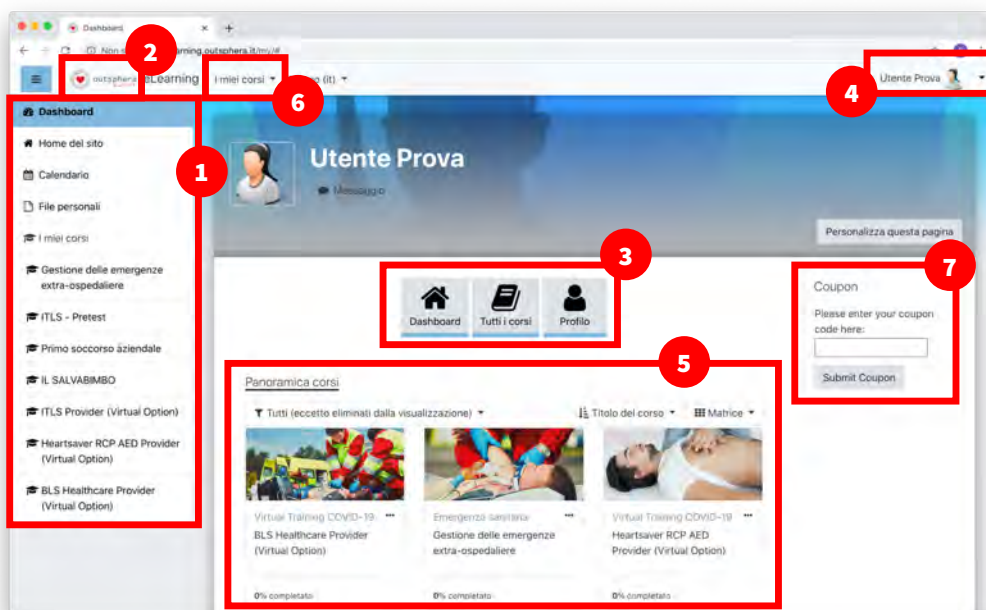 Dashboard
2
outsphera.it/my/#
outsphera eLearning
I miei corsi
(it)
Utente Prova
4
6
Dashboard
Home del sito
Calendario
File personali
I miei corsi
Gestione delle emergenze
extra-ospedaliere
ITLS - Pretest
Primo soccorso aziendale
IL SALVABIMBO
ITLS Provider (Virtual Option)
Heartsaver RCP AED Provider
(Virtual Option)
BLS Healthcare Provider
(Virtual Option)
1
Utente Prova
Messaggio
Personalizza questa pagina
3
Dashboard
Tutti i corsi
Profilo
7
Coupon
Please enter your coupon
code here:
Submit Coupon
5
Panoramica corsi
Tutti (eccetto eliminati dalla visualizzazione)
Titolo del corso
Matrice
Virtual Training COVID-19
BLS Healthcare Provider
(Virtual Option)
0% completato
Emergenza sanitaria
Gestione delle emergenze
extra-ospedaliere
0% completato
Virtual Training COVID-19
Heartsaver RCP AED
Provider (Virtual Option)
0% completato